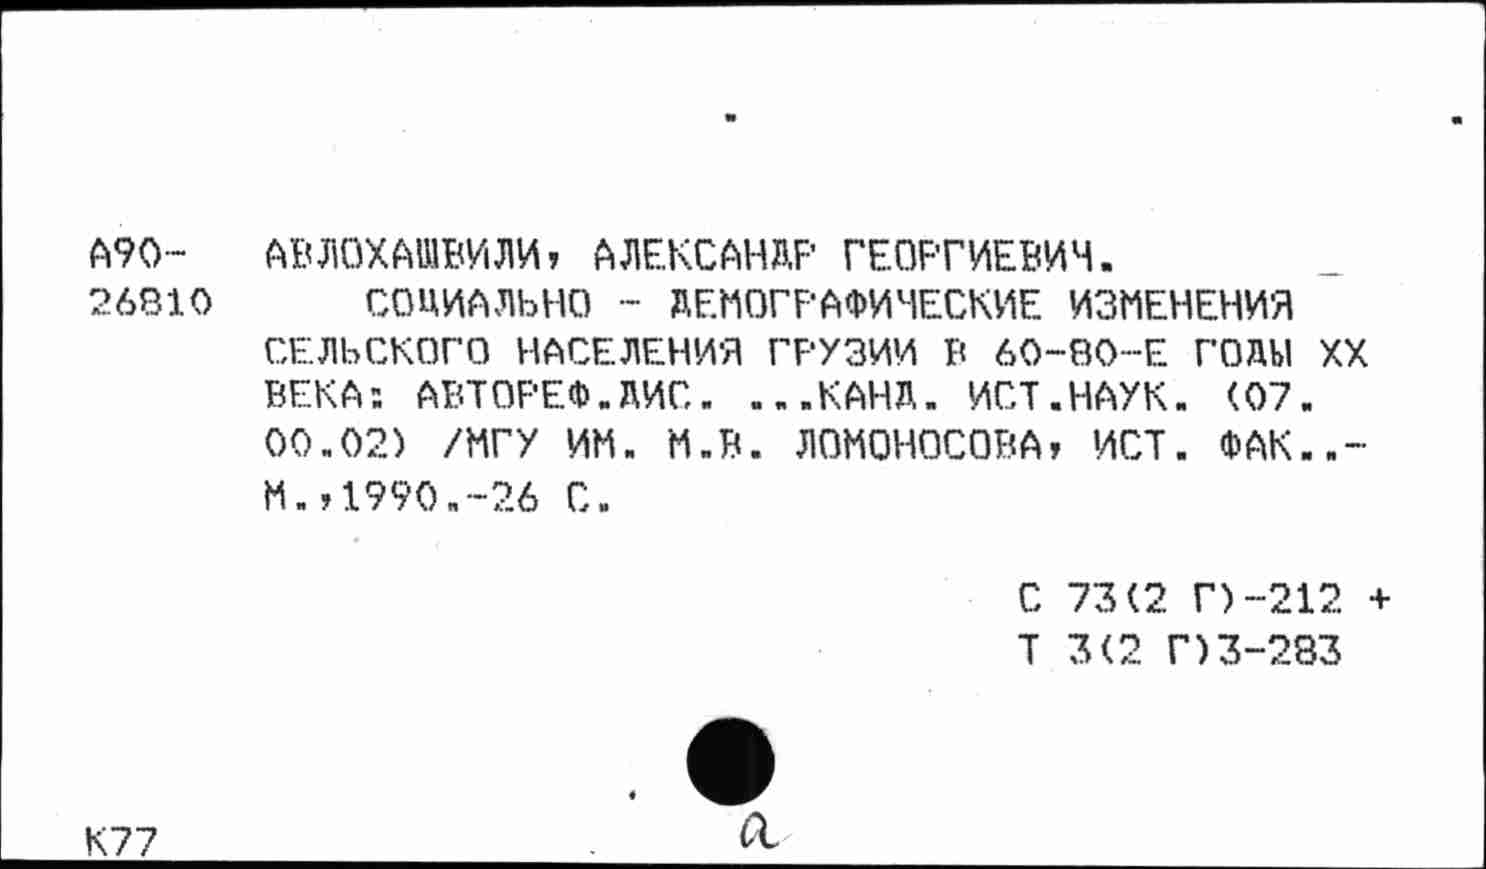 А90- АВЛОХАШВИЛИ, АЛЕКСАНДР ГЕОРГИЕВИЧ.
26810 СОЦИАЛЬНО - ДЕМОГРАФИЧЕСКИЕ ИЗМЕНЕНИЯ
СЕЛЬСКОГО НАСЕЛЕНИЯ ГРУЗИИ В 60-80-Е ГОДЫ XX
ВЕКА: АВТОРЕФ.ДИС. ...КАНД. ИСТ.НАУК. (07.
00.02) /МГУ ИМ. М.В. ЛОМОНОСОВА, ИСТ. ФАК..-
М.,1990.-26 С.
С 73(2 Г)-212 +
Т 3(2 Г)3-283
а
К77